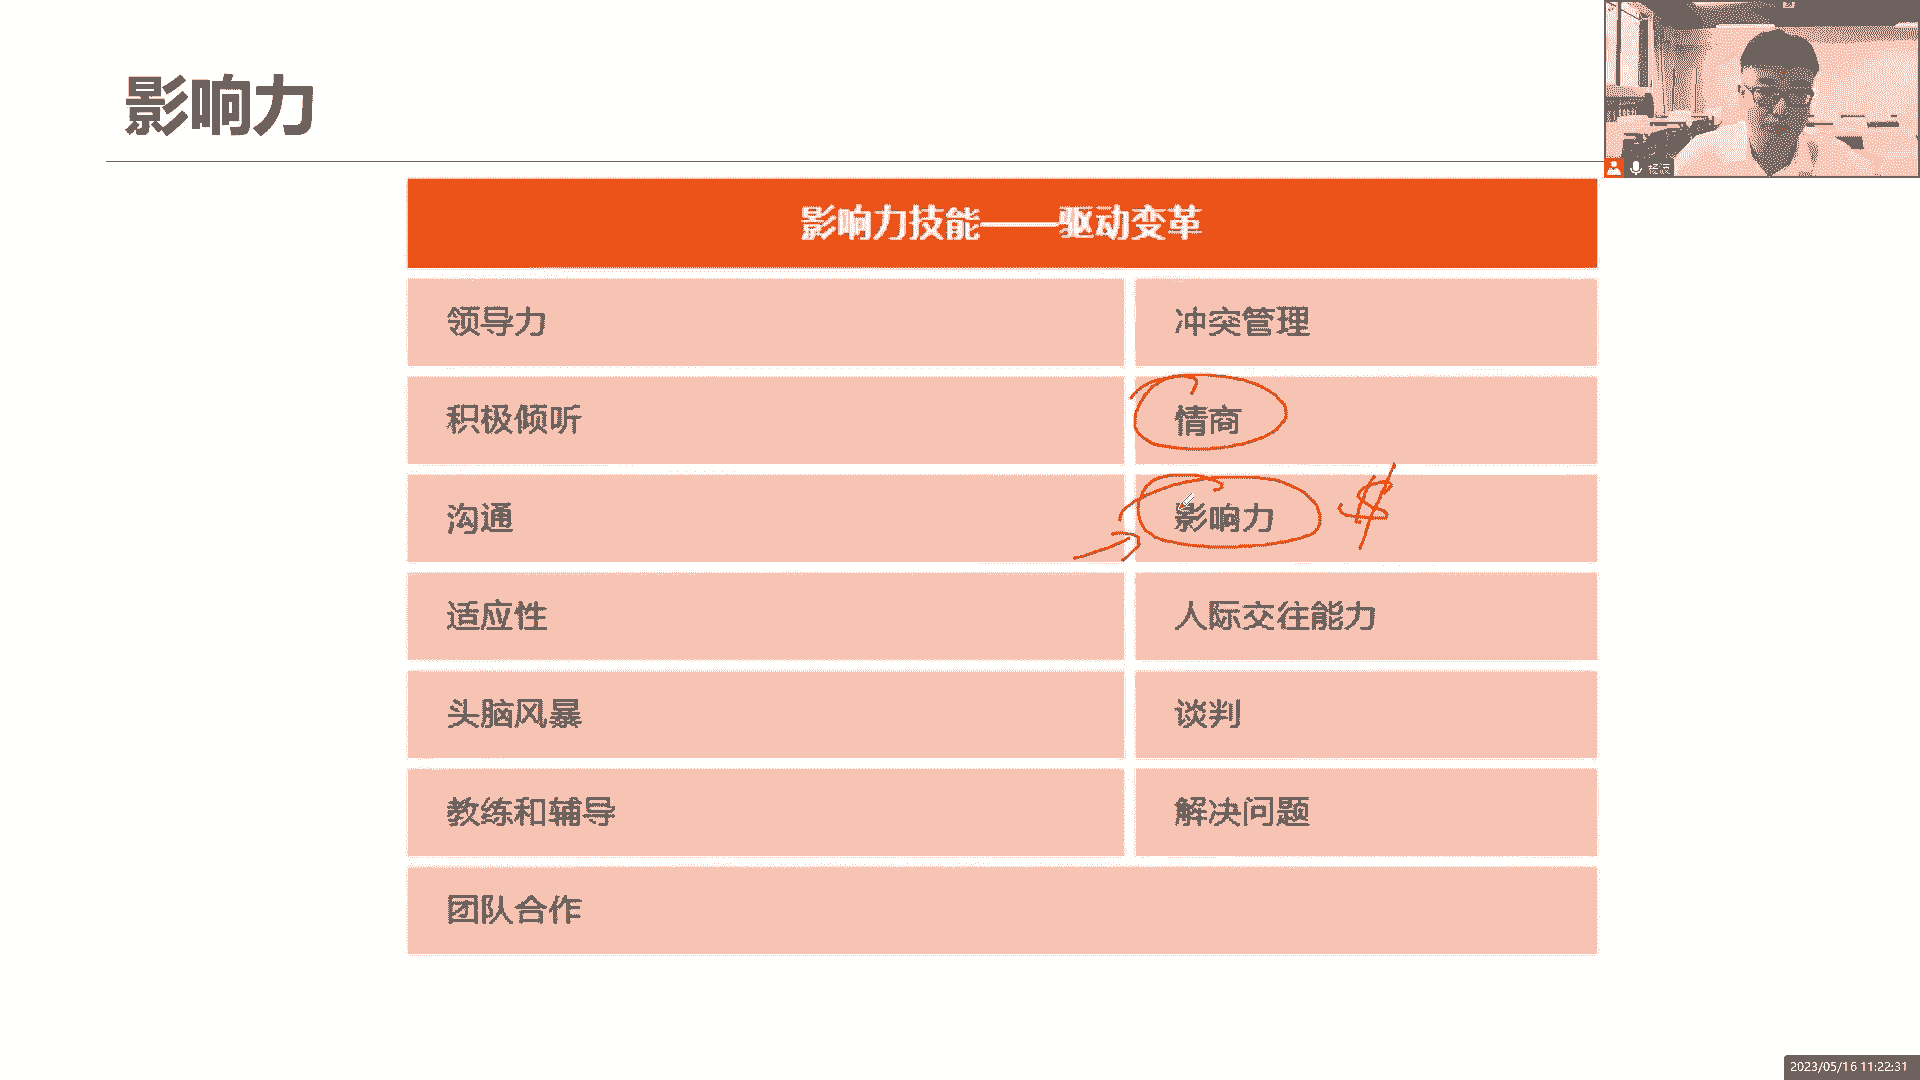 影响力
影响力技能——驱动变革
领导力
冲突管理
积极倾听
情商
沟通
影响力
$
适应性
人际交往能力
头脑风暴
谈判
教练和辅导
解决问题
团队合作
2023/05/16 11:22:31